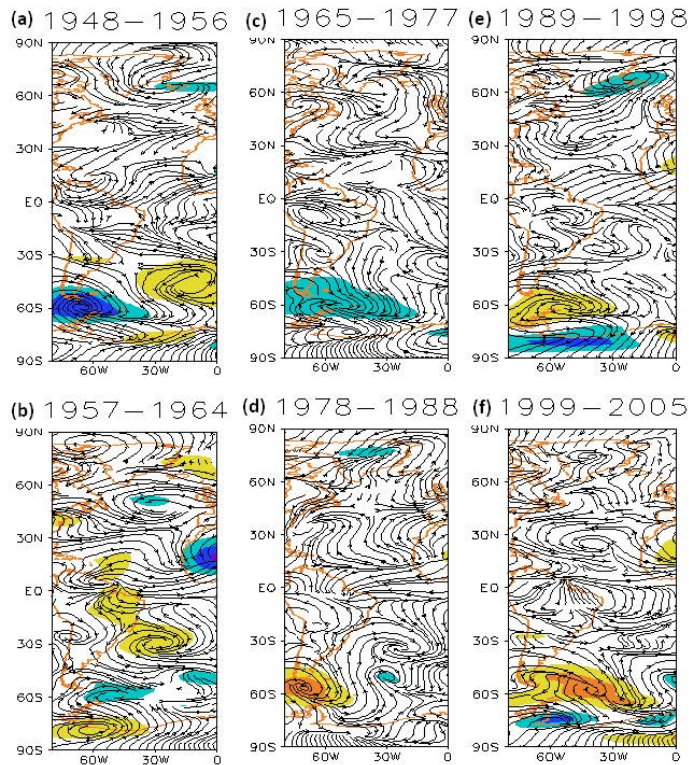 (a) 1948-1956 (c) 1965-1977 (e) 1989-1998
90N 90N 90N
60N 60N 60N
30N 30N 30N
EQ EQ EQ
30S 30S 30S
60S 60S 60S
90S 90S 90S
60W 30W 0 60W 30W 0 60W 30W 0
(b) 1957-1964 (d) 1978-1988 (f) 1999-2005
90N 90N 90N
60N 60N 60N
30N 30N 30N
EQ EQ EQ
30S 30S 30S
60S 60S 60S
90S 90S 90S
60W 30W 0 60W 30W 0 60W 30W 0